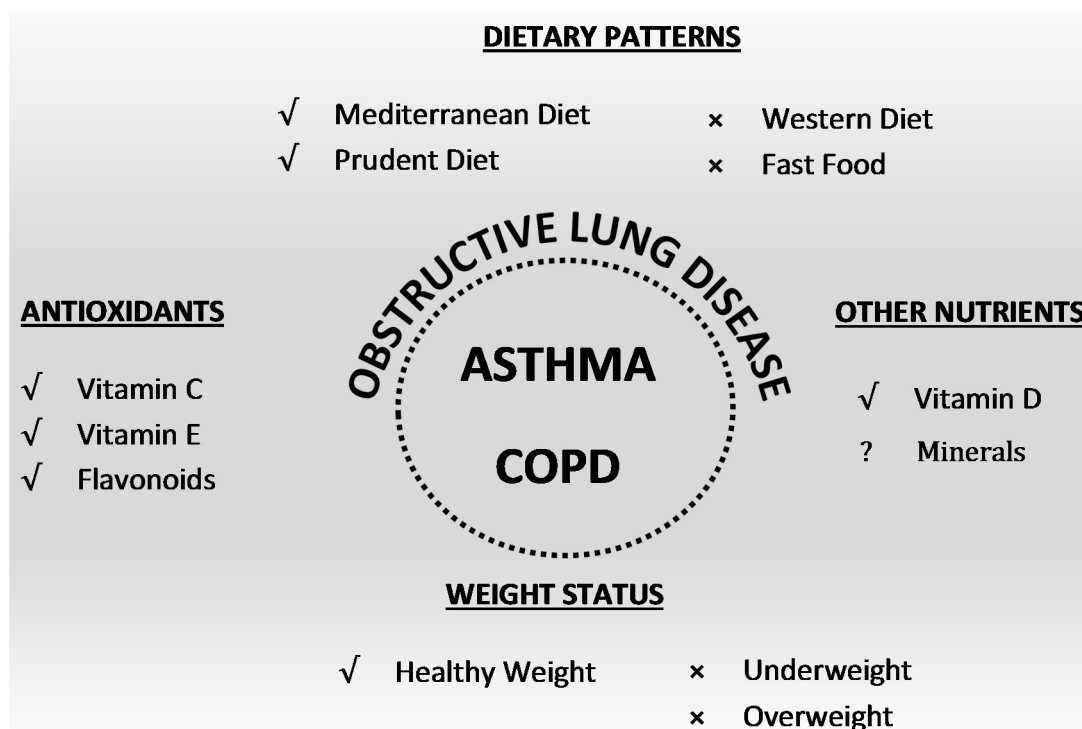 DIETARY PATTERNS
√ Mediterranean Diet
× Western Diet
√ Prudent Diet
× Fast Food
OBSTRUCTIVE LUNG DISEASE
ASTHMA
COPD
ANTIOXIDANTS
√ Vitamin C
√ Vitamin E
√ Flavonoids
OTHER NUTRIENTS
√ Vitamin D
? Minerals
WEIGHT STATUS
√ Healthy Weight
× Underweight
× Overweight